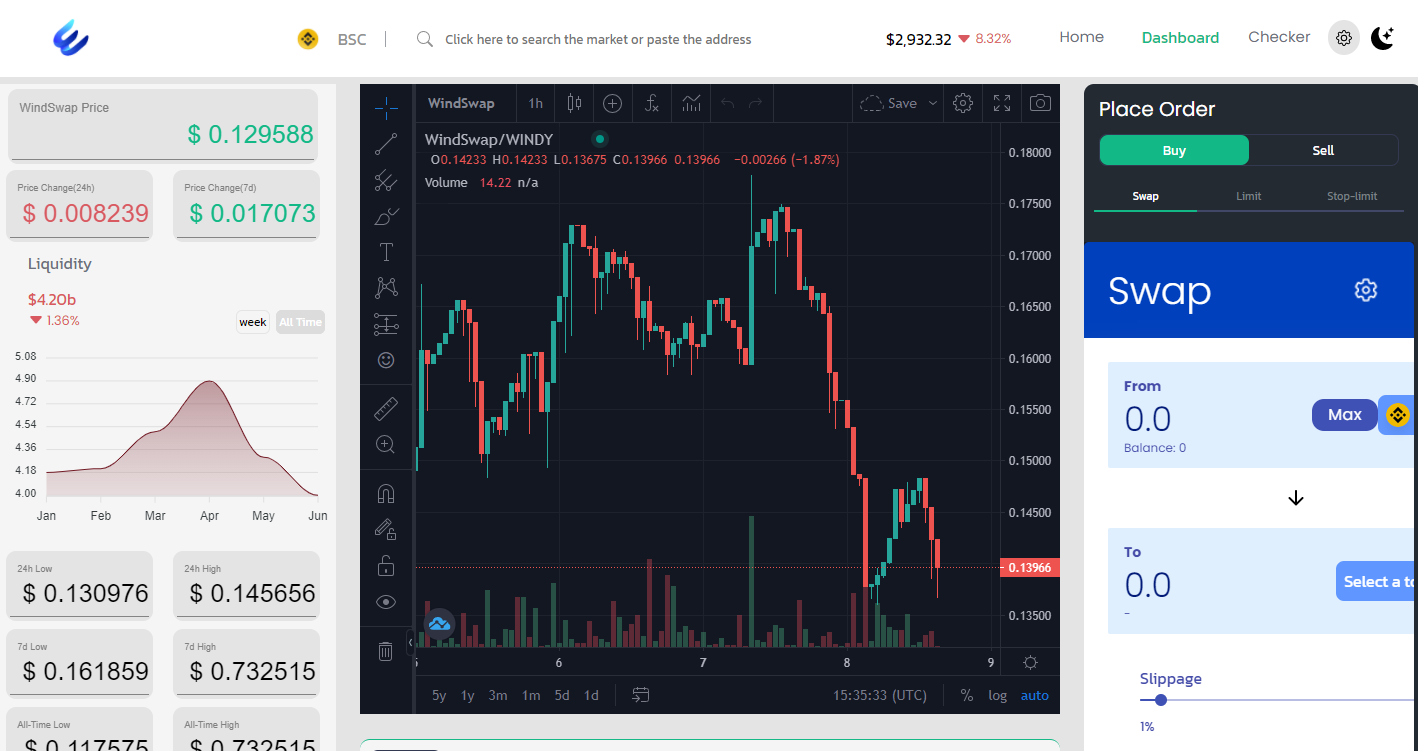 BSC
Click here to search the market or paste the address
$2,932.32 8.32%
Home
Dashboard
Checker
WindSwap Price
$ 0.129588
Price Change(24h)
$ 0.008239
Price Change(7d)
$ 0.017073
Liquidity
$4.20b
1.36%
week
All Time
5.08
4.90
4.72
4.54
4.36
4.18
4.00
Jan Feb Mar Apr May Jun
24h Low
$ 0.130976
24h High
$ 0.145656
7d Low
$ 0.161859
7d High
$ 0.732515
All-Time Low
$ 0.117575
All-Time High
$ 0.732515
WindSwap 1h Save
WindSwap/WINDY
O0.14233 H0.14233 L0.13675 C0.13966 0.13966 −0.00266 (−1.87%)
Volume 14.22 n/a
0.18000
0.17500
0.17000
0.16500
0.16000
0.15500
0.15000
0.14500
0.13966
0.13500
6 7 8 9
5y 1y 3m 1m 5d 1d
15:35:33 (UTC) % log auto
Place Order
Buy Sell
Swap Limit Stop-limit
Swap
From
0.0
Max
Balance: 0
To
0.0
Select a to
-
Slippage
1%